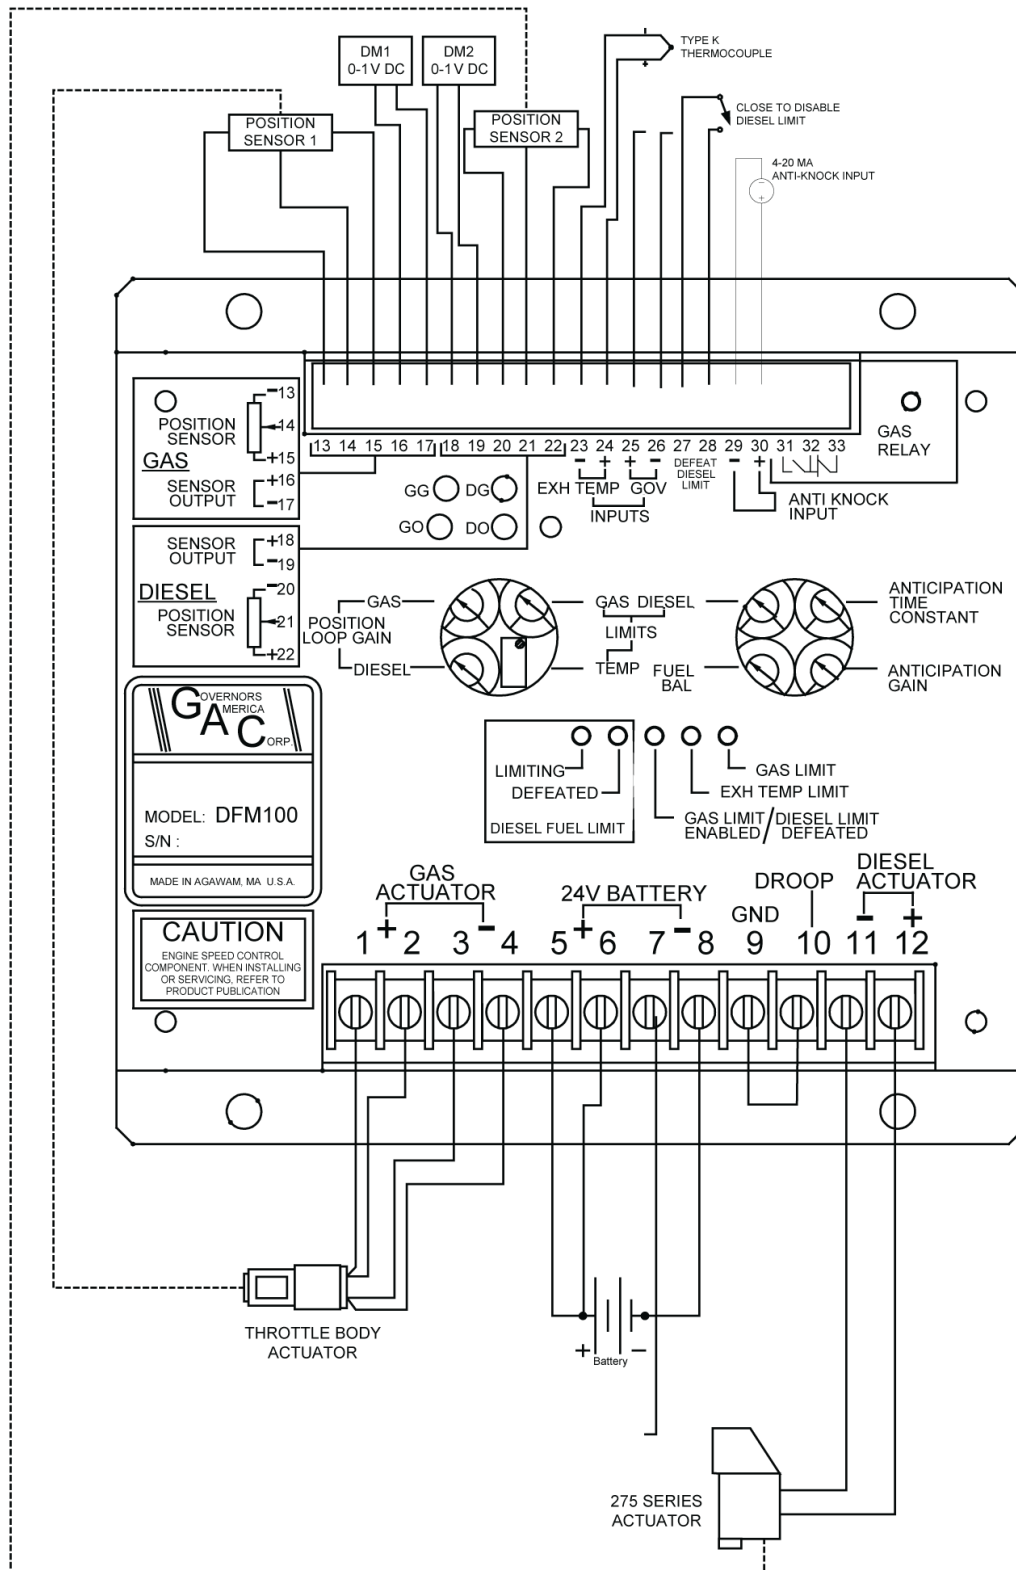 TYPE K
THERMOCOUPLE
DM1
0-1V DC
DM2
0-1V DC
CLOSE TO DISABLE
DIESEL LIMIT
POSITION
SENSOR 1
POSITION
SENSOR 2
4-20 MA
ANTI-KNOCK INPUT
- +
- +
-13
POSITION
SENSOR
14
GAS
+15
SENSOR
OUTPUT
+16
-17
13 14 15 16 17 18 19 20 21 22 23 24 25 26 27 28 29 30 31 32 33
- + + - - +
GAS
RELAY
EXH TEMP
GOV
INPUTS
DEFEAT
DIESEL
LIMIT
ANTI KNOCK
INPUT
GG
DG
GO
DO
SENSOR
OUTPUT
+18
-19
DIESEL
-20
POSITION
SENSOR
21
+22
GAS
POSITION
LOOP GAIN
DIESEL
GAS DIESEL
LIMITS
TEMP
FUEL
BAL
ANTICIPATION
TIME
CONSTANT
ANTICIPATION
GAIN
GOVERNORS
AMERICA
CORP.
MODEL: DFM100
S/N :
MADE IN AGAWAM, MA U.S.A.
LIMITING
DEFEATED
DIESEL FUEL LIMIT
GAS LIMIT
EXH TEMP LIMIT
GAS LIMIT
ENABLED
/
DIESEL LIMIT
DEFEATED
CAUTION
ENGINE SPEED CONTROL
COMPONENT. WHEN INSTALLING
OR SERVICING, REFER TO
PRODUCT PUBLICATION
GAS
ACTUATOR
+ -
24V BATTERY
+ -
GND
DROOP
DIESEL
ACTUATOR
- +
1 2 3 4 5 6 7 8 9 10 11 12
THROTTLE BODY
ACTUATOR
+ -
Battery
275 SERIES
ACTUATOR